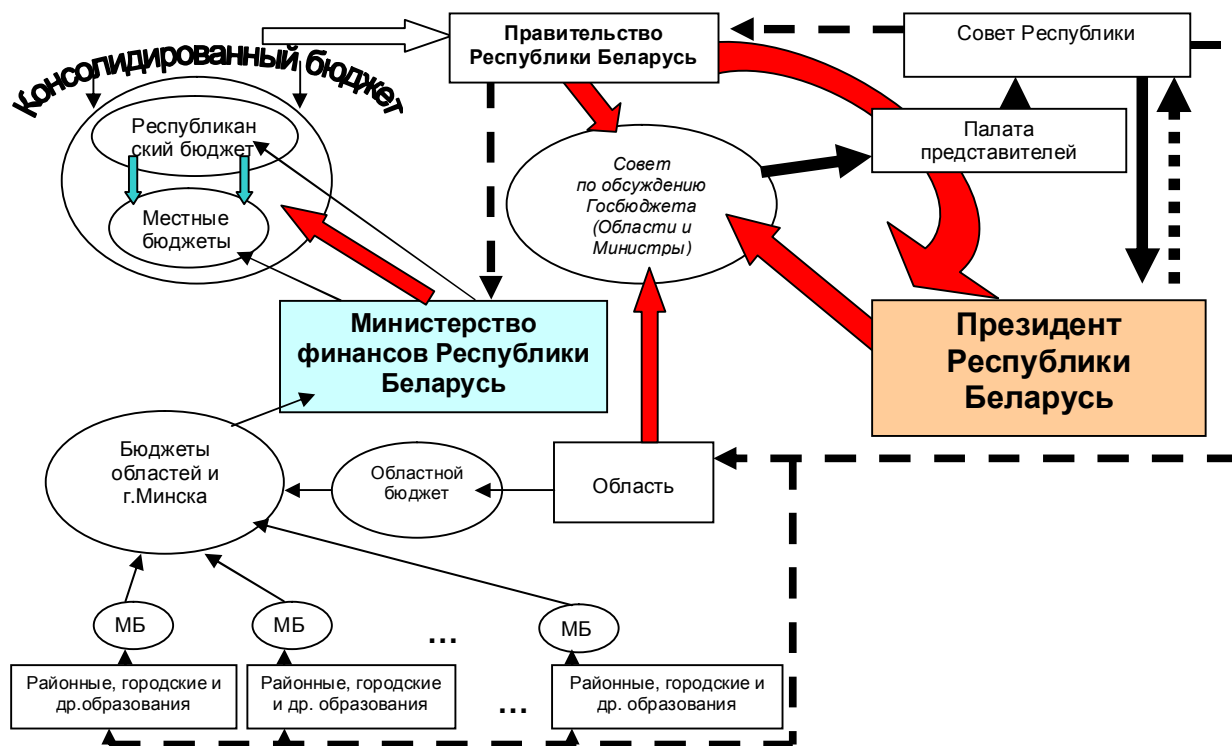 Консолидированный бюджет
Правительство
Республики Беларусь
Совет Республики
Республикан
ский бюджет
Местные
бюджеты
Совет
по обсуждению
Госбюджета
(Области и
Министры)
Палата
представителей
Министерство
финансов Республики
Беларусь
Президент
Республики
Беларусь
Бюджеты
областей и
г.Минска
Областной
бюджет
Область
МБ
МБ
...
МБ
Районные, городские и
др.образования
Районные, городские
и др. образования
...
Районные, городские и
др. образования